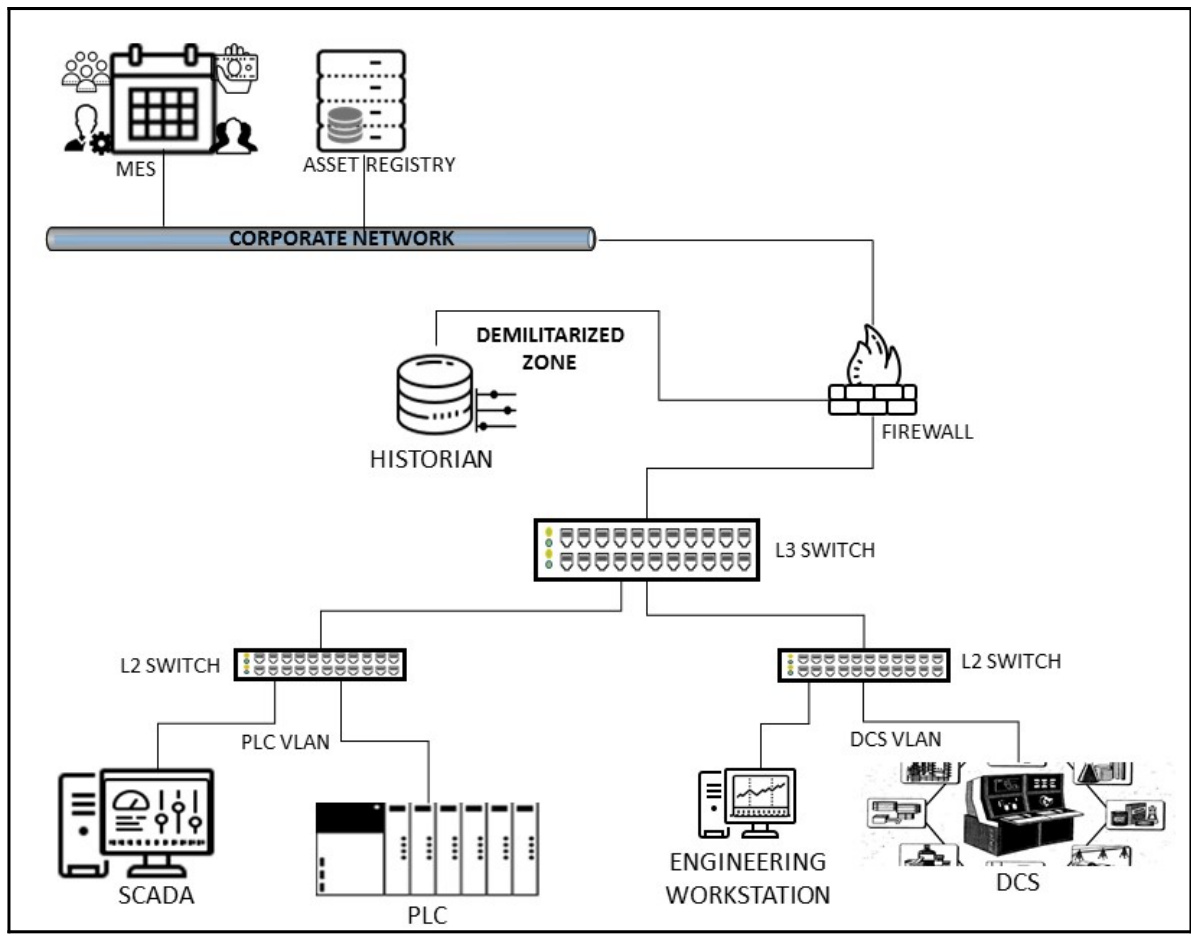 MES
ASSET REGISTRY
CORPORATE NETWORK
DEMILITARIZED
ZONE
HISTORIAN
FIREWALL
L3 SWITCH
L2 SWITCH
L2 SWITCH
PLC VLAN
DCS VLAN
SCADA
PLC
ENGINEERING
WORKSTATION
DCS